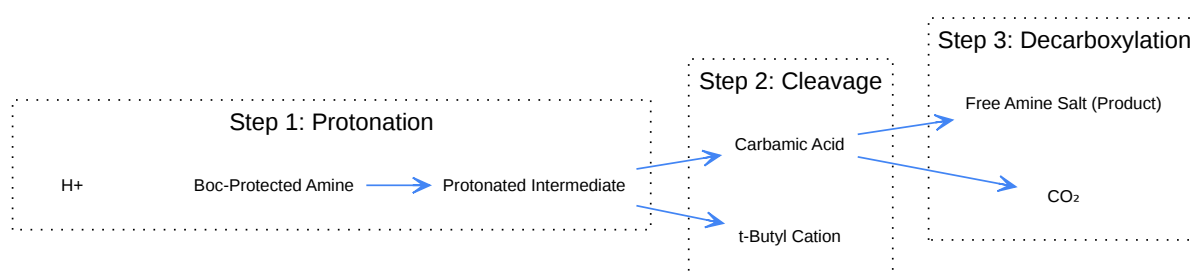 Step 1: Protonation
H+
Boc-Protected Amine
Protonated Intermediate
Step 2: Cleavage
Carbamic Acid
t-Butyl Cation
Step 3: Decarboxylation
Free Amine Salt (Product)
CO₂